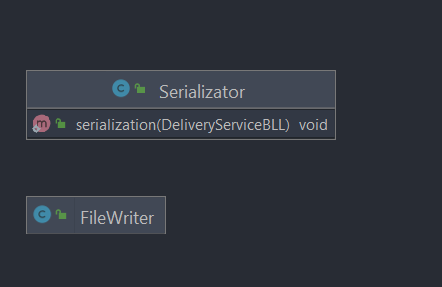 C Serializator
m serialization(DeliveryServiceBLL) void
C FileWriter